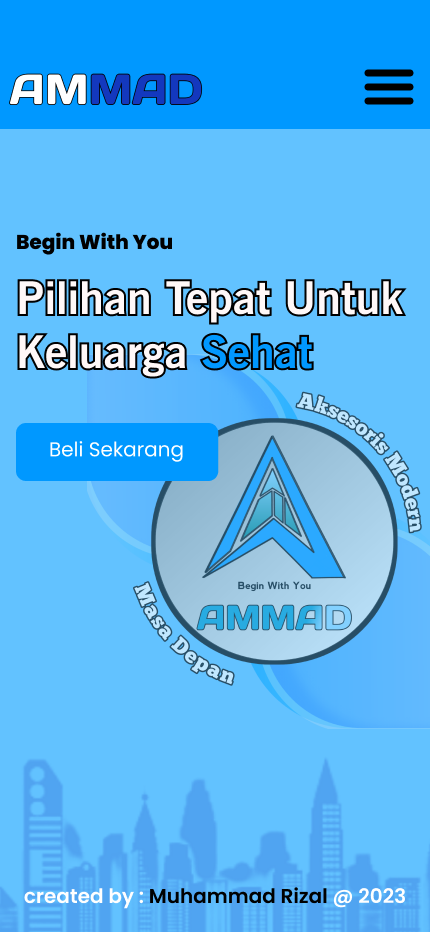 AMMAD
Begin With You
Pilihan Tepat Untuk
Keluarga Sehat
Beli Sekarang
Aksesoris Modern
Begin With You
AMMAD
Masa Depan
created by : Muhammad Rizal @ 2023